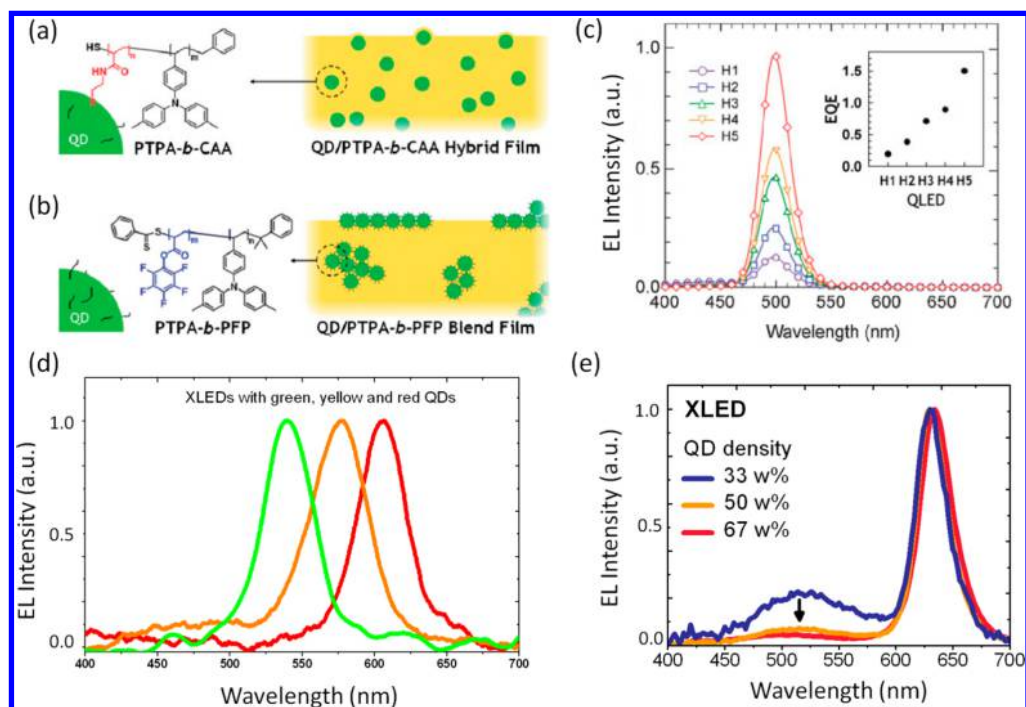 (a)
HS
n
m
HN
O
N
QD
PTPA-b-CAA
QD/PTPA-b-CAA Hybrid Film
(b)
S
S
m
n
O
O
F
F
F
F
F
N
QD
PTPA-b-PFP
QD/PTPA-b-PFP Blend Film
(c)
EL Intensity (a.u.)
1.0
0.5
0.0
H1
H2
H3
H4
H5
EQE
1.5
1.0
0.5
0.0
H1 H2 H3 H4 H5
QLED
400 450 500 550 600 650 700
Wavelength (nm)
(d)
XLEDs with green, yellow and red QDs
EL Intensity (a.u.)
1.0
0.5
0.0
400 450 500 550 600 650 700
Wavelength (nm)
(e)
XLED
QD density
33 w%
50 w%
67 w%
EL Intensity (a.u.)
1.0
0.5
0.0
400 450 500 550 600 650 700
Wavelength (nm)